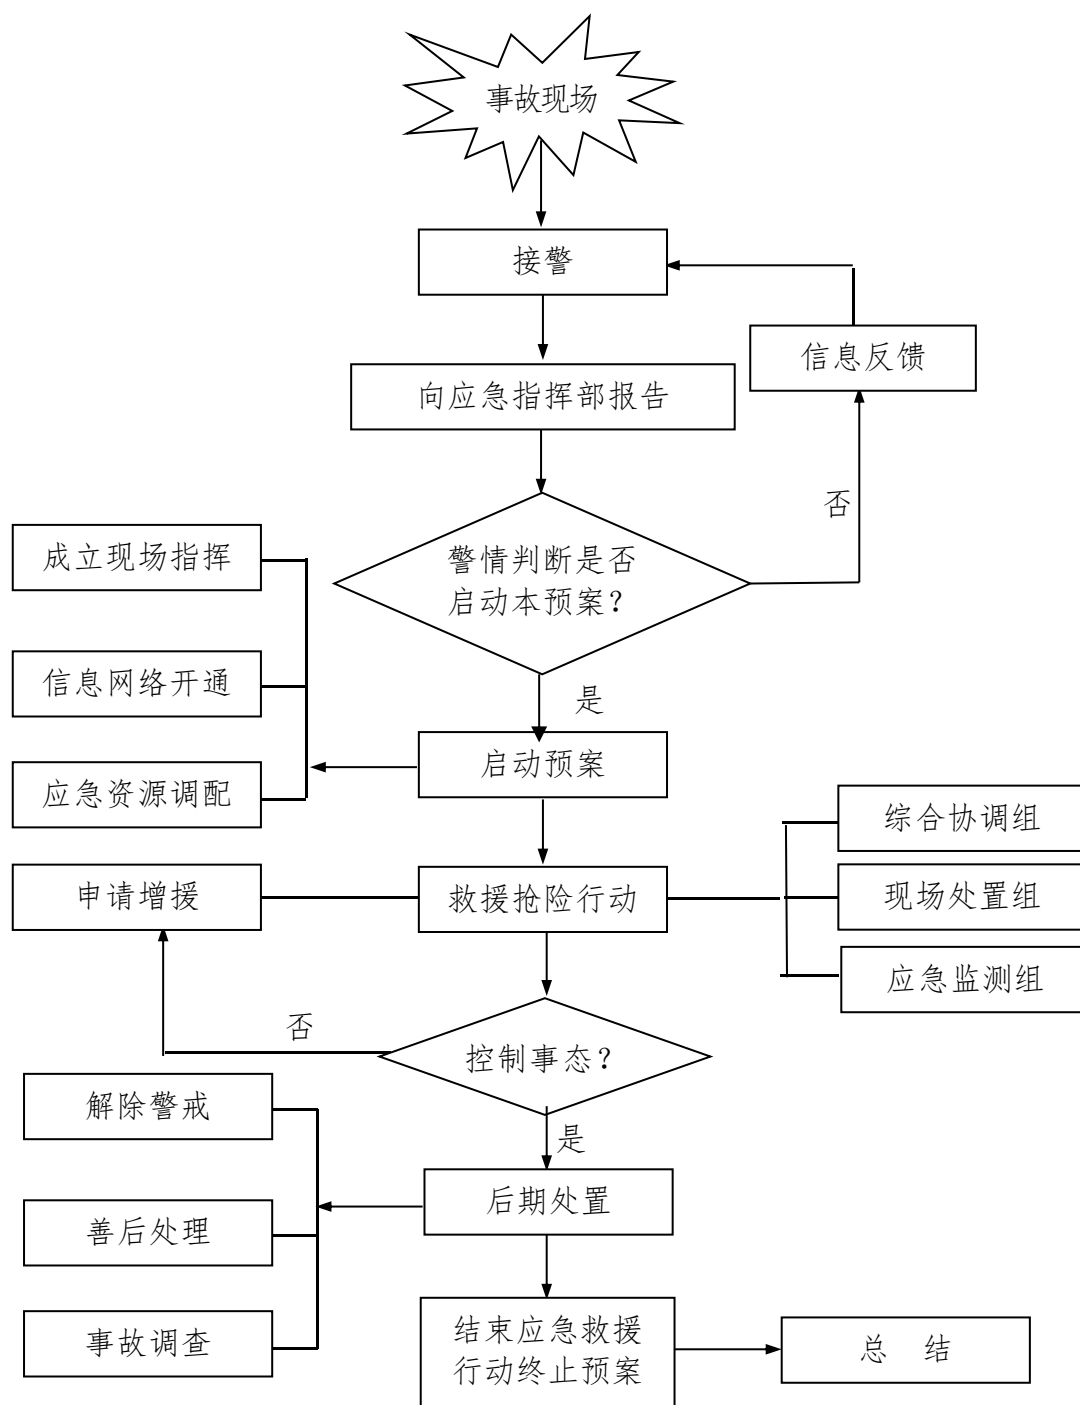 事故现场
接警
信息反馈
向应急指挥部报告
否
成立现场指挥
警情判断是否
启动本预案？
信息网络开通
是
启动预案
应急资源调配
综合协调组
申请增援
救援抢险行动
现场处置组
应急监测组
否
控制事态？
解除警戒
是
后期处置
善后处理
结束应急救援
行动终止预案
事故调查
总 结